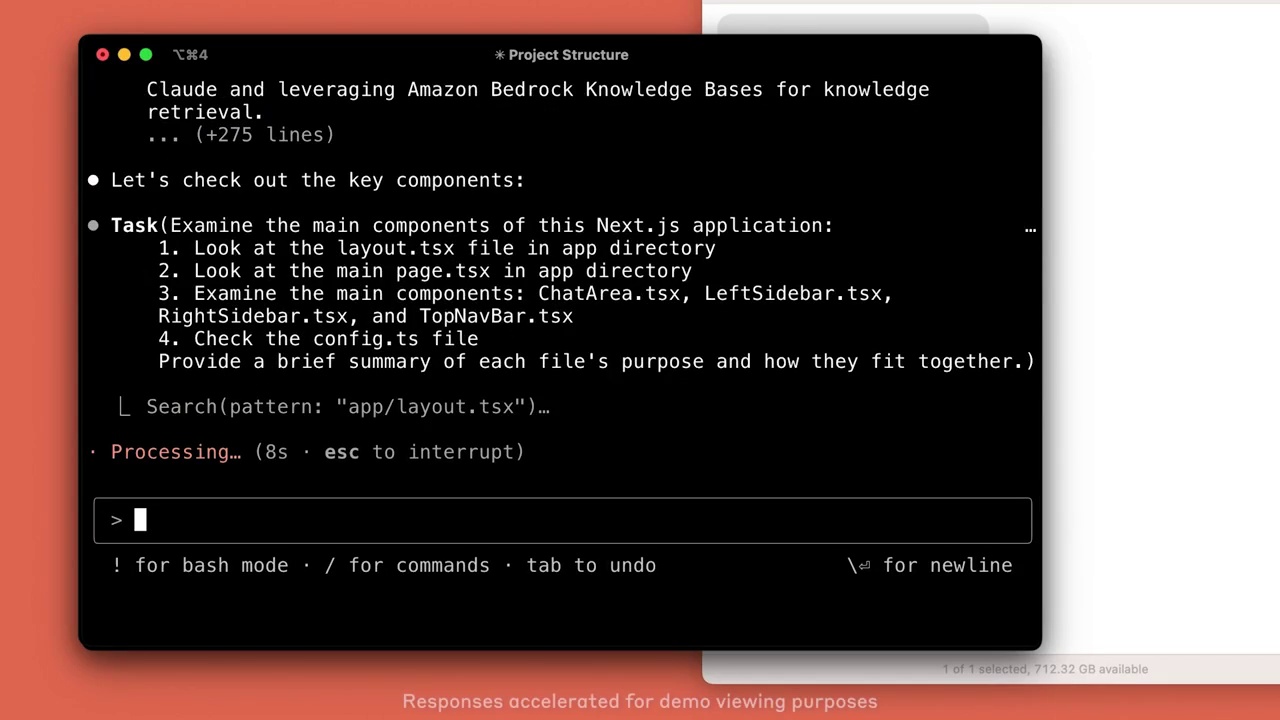 ⌥⌘4
✳ Project Structure
Claude and leveraging Amazon Bedrock Knowledge Bases for knowledge
retrieval.
... (+275 lines)
● Let's check out the key components:
● Task(Examine the main components of this Next.js application: …
1. Look at the layout.tsx file in app directory
2. Look at the main page.tsx in app directory
3. Examine the main components: ChatArea.tsx, LeftSidebar.tsx,
RightSidebar.tsx, and TopNavBar.tsx
4. Check the config.ts file
Provide a brief summary of each file's purpose and how they fit together.)
⎿ Search(pattern: "app/layout.tsx")…
· Processing… (8s · esc to interrupt)
>
! for bash mode · / for commands · tab to undo \⏎ for newline
1 of 1 selected, 712.32 GB available
Responses accelerated for demo viewing purposes